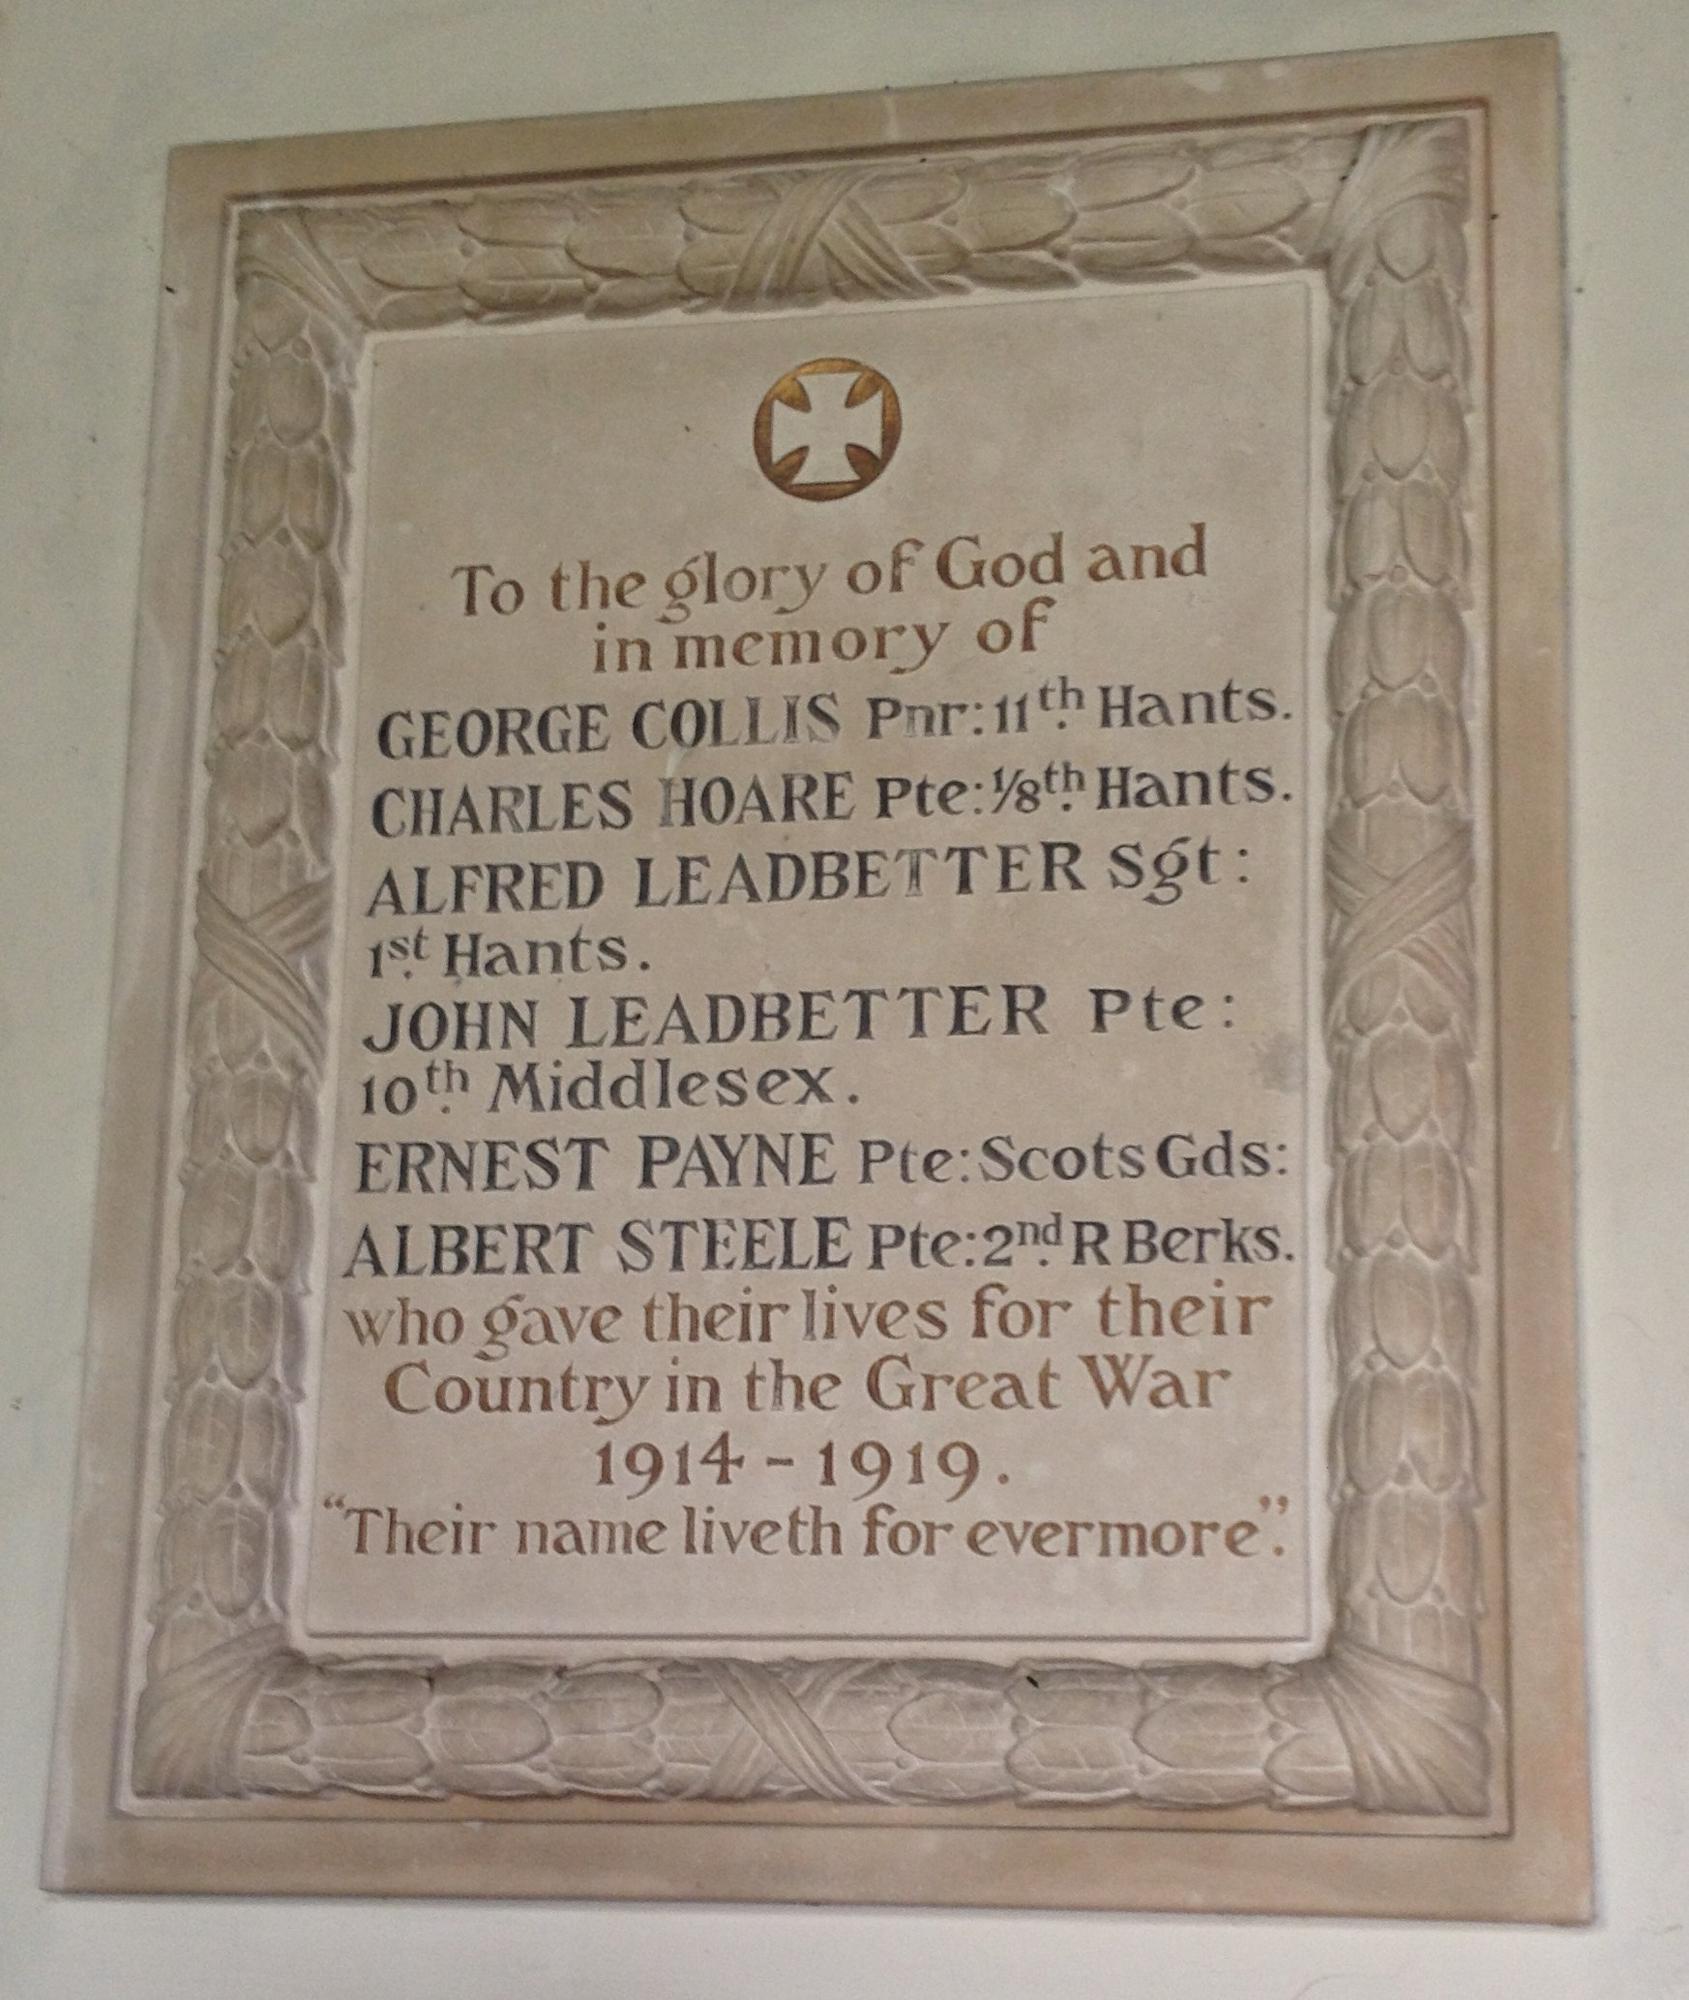 To the glory of God and
in memory of
GEORGE COLLIS Pnr: 11th. Hants.
CHARLES HOARE Pte: 1/8th. Hants.
ALFRED LEADBETTER Sgt:
1st. Hants.
JOHN LEADBETTER Pte:
10th. Middlesex.
ERNEST PAYNE Pte: Scots Gds:
ALBERT STEELE Pte: 2nd. R Berks.
who gave their lives for their
Country in the Great War
1914 - 1919.
"Their name liveth for evermore".